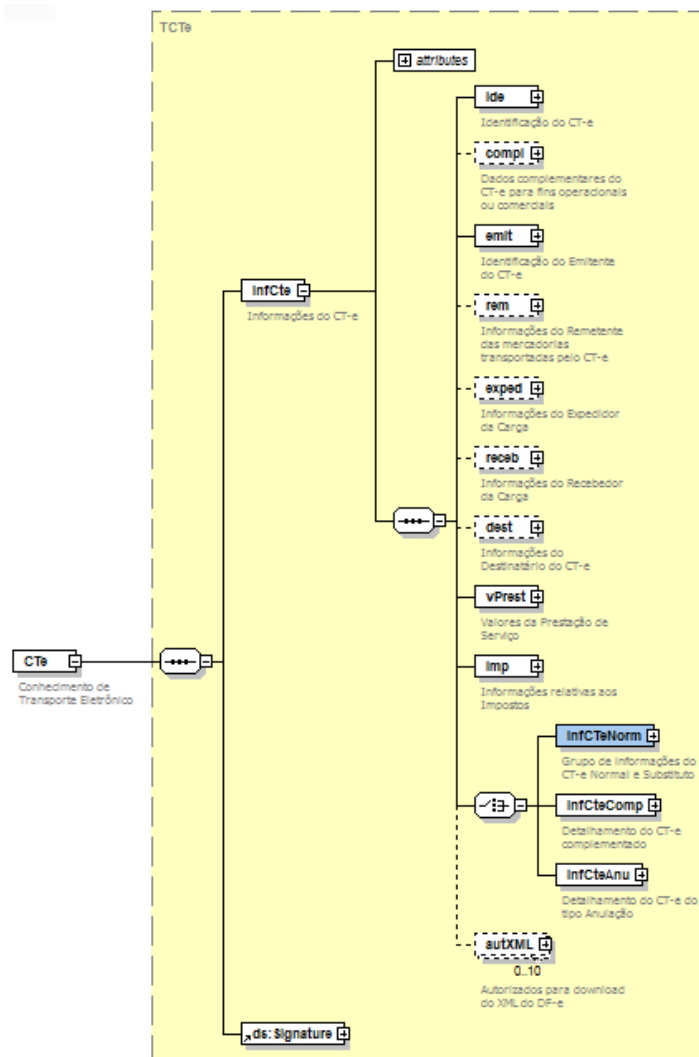 TCTe
attributes
ide
Identificação do CT-e
compl
Dados complementares do
CT-e para fins operacionais
ou comerciais
emit
Identificação do Emitente
do CT-e
infCte
Informações do CT-e
rem
Informações do Remetente
das mercadorias
transportadas pelo CT-e
exped
Informações do Expedidor
da Carga
receb
Informações do Recebedor
da Carga
dest
Informações do
Destinatário do CT-e
vPrest
Valores da Prestação de
Serviço
CTe
Conhecimento de
Transporte Eletrônico
imp
Informações relativas aos
Impostos
infCTeNorm
Grupo de informações do
CT-e Normal e Substituto
infCteComp
Detalhamento do CT-e
complementado
infCteAnu
Detalhamento do CT-e do
tipo Anulação
autXML
0..10
Autorizados para download
do XML do DF-e
ds:Signature